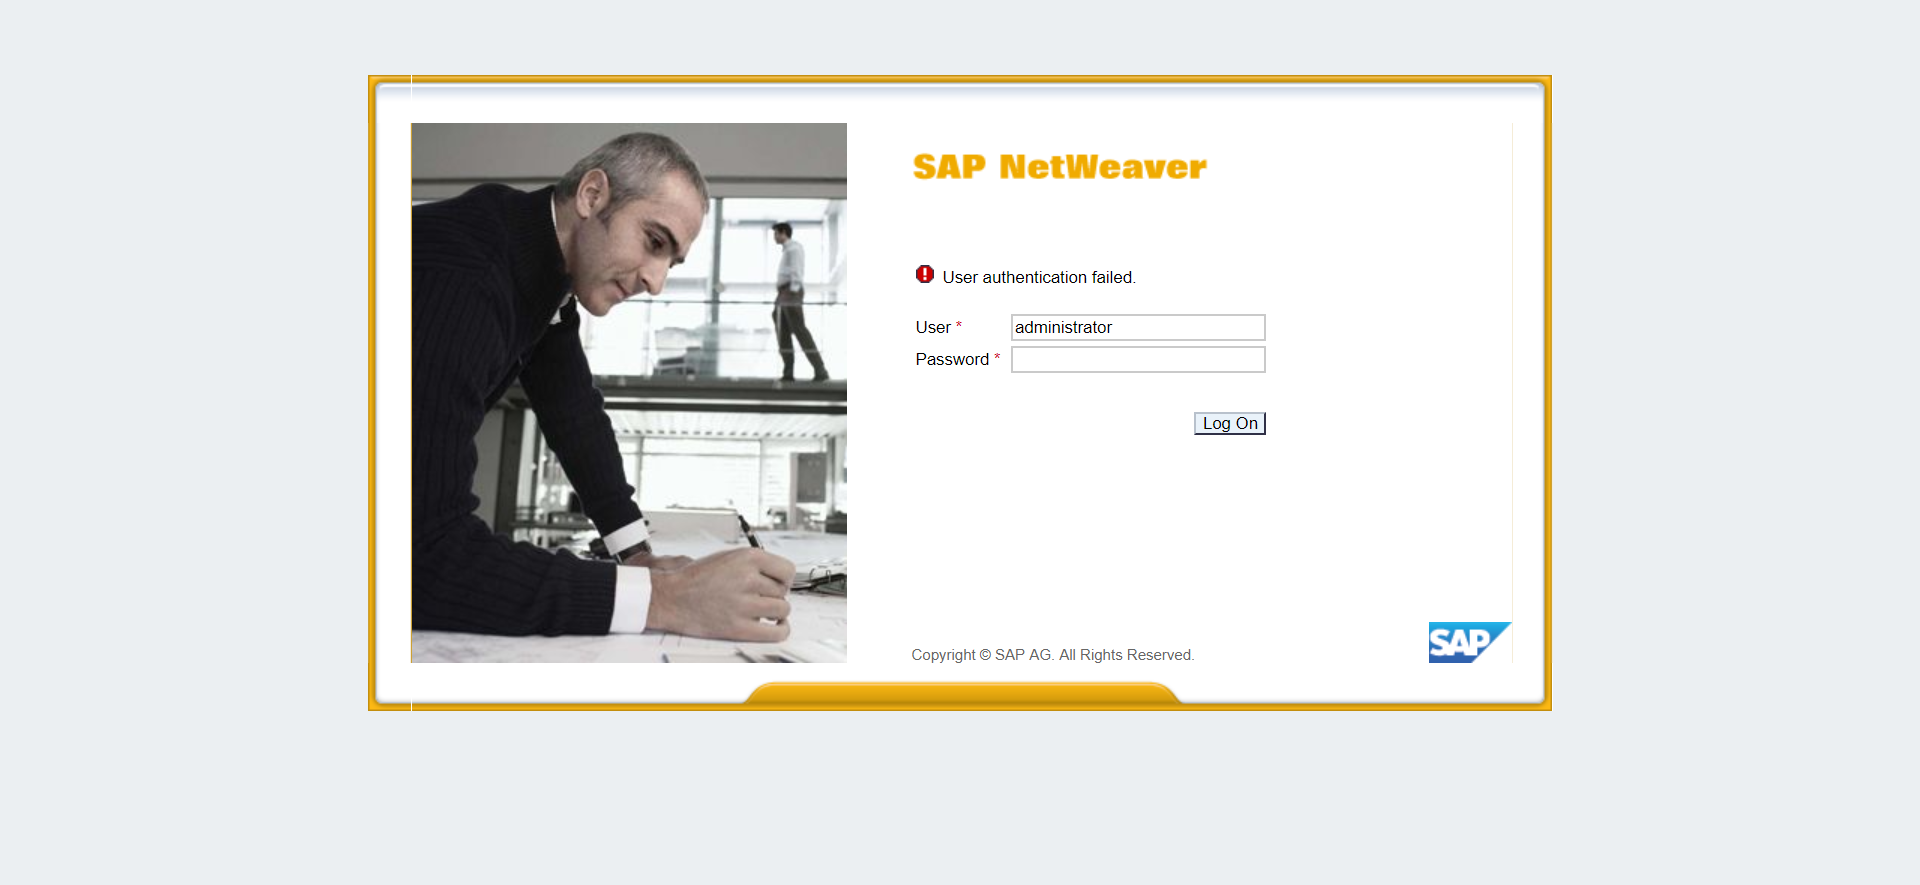 SAP NetWeaver
User authentication failed.
User * administrator
Password *
Log On
Copyright © SAP AG. All Rights Reserved.
SAP